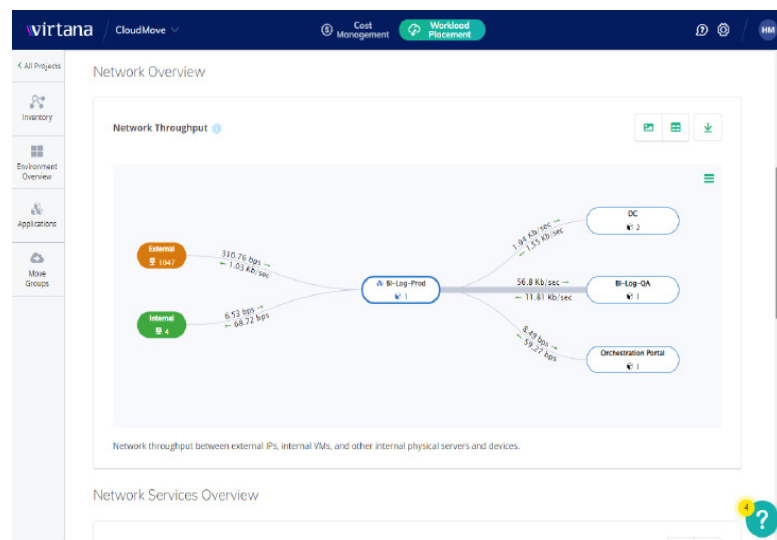 virtana
CloudMove
Cost
Management
Workload
Placement
HM
All Projects
Inventory
Environment
Overview
Applications
Move
Groups
Network Overview
Network Throughput
External
1047
Internal
4
310.76 bps →
← 1.03 Kb/sec
6.53 bps →
← 68.72 bps
BI-Log-Prod
1
1.94 Kb/sec →
← 1.55 Kb/sec
56.8 Kb/sec →
← 11.81 Kb/sec
8.49 bps →
← 59.27 bps
DC
2
BI-Log-QA
1
Orchestration Portal
1
Network throughput between external IPs, internal VMs, and other internal physical servers and devices.
Network Services Overview
4
?